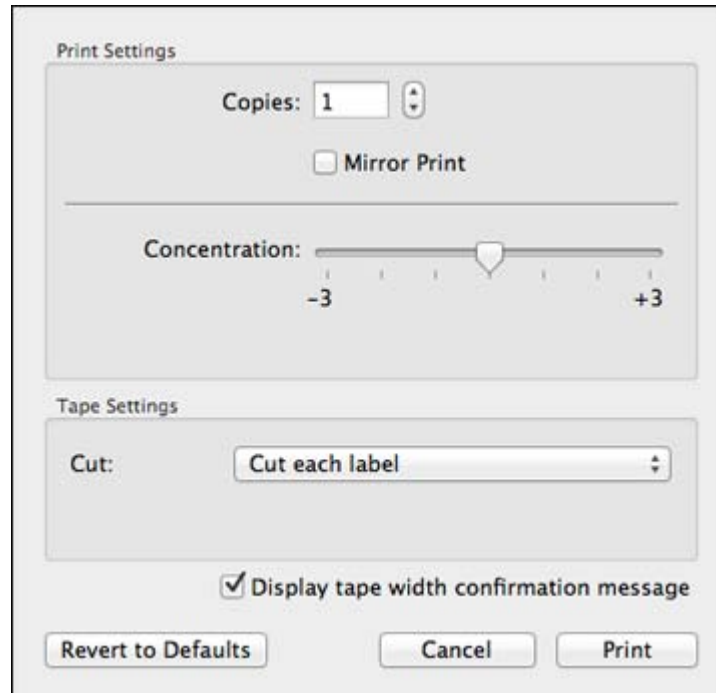 Print Settings
Copies: 1
Mirror Print
Concentration:
-3 +3
Tape Settings
Cut: Cut each label
Display tape width confirmation message
Revert to Defaults Cancel Print